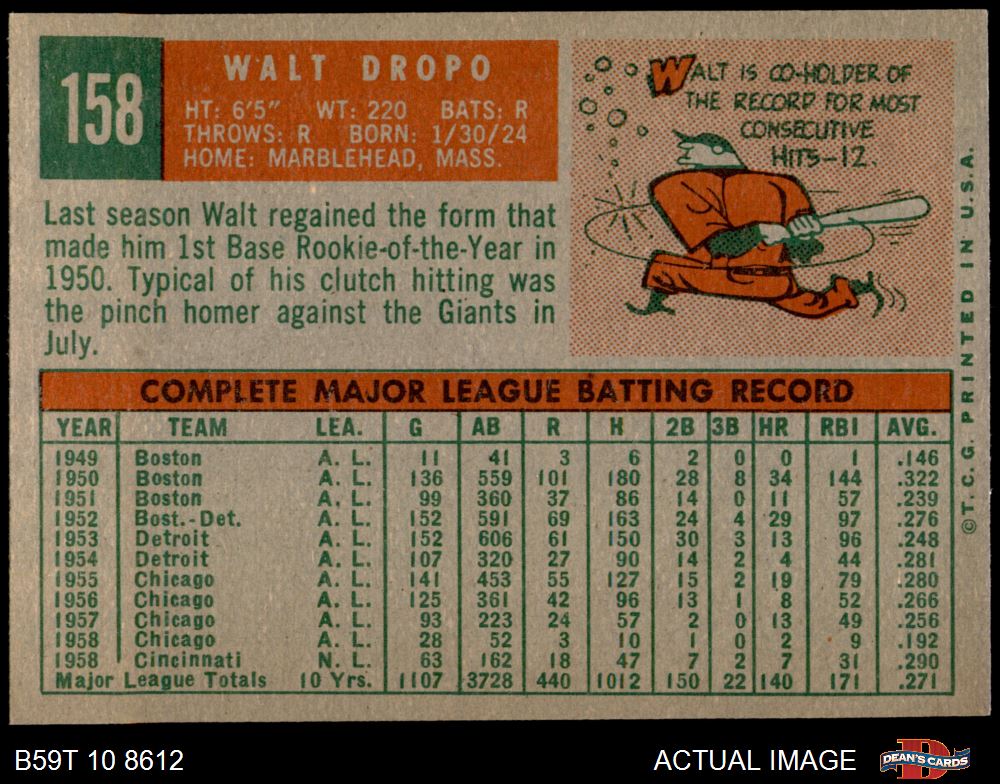 158
WALT DROPO
HT: 6'5" WT: 220 BATS: R
THROWS: R BORN: 1/30/24
HOME: MARBLEHEAD, MASS.
WALT IS CO-HOLDER OF
THE RECORD FOR MOST
CONSECUTIVE
HITS-12.
Last season Walt regained the form that
made him 1st Base Rookie-of-the-Year in
1950. Typical of his clutch hitting was
the pinch homer against the Giants in
July.
COMPLETE MAJOR LEAGUE BATTING RECORD
YEAR TEAM LEA. G AB R H 2B 3B HR RBI AVG.
1949 Boston A. L. 11 41 3 6 2 0 0 1 .146
1950 Boston A. L. 136 559 101 180 28 8 34 144 .322
1951 Boston A. L. 99 360 37 86 14 0 11 57 .239
1952 Bost.-Det. A. L. 152 591 69 163 24 4 29 97 .276
1953 Detroit A. L. 152 606 61 150 30 3 13 96 .248
1954 Detroit A. L. 107 320 27 90 14 2 4 44 .281
1955 Chicago A. L. 141 453 55 127 15 2 19 79 .280
1956 Chicago A. L. 125 361 42 96 13 1 8 52 .266
1957 Chicago A. L. 93 223 24 57 2 0 13 49 .256
1958 Chicago A. L. 28 52 3 10 1 0 2 9 .192
1958 Cincinnati N. L. 63 162 18 47 7 2 7 31 .290
Major League Totals 10 Yrs. 1107 3728 440 1012 150 22 140 171 .271
©T. C. G. PRINTED IN U.S.A.
B59T 10 8612
ACTUAL IMAGE
D
DEAN'S CARDS